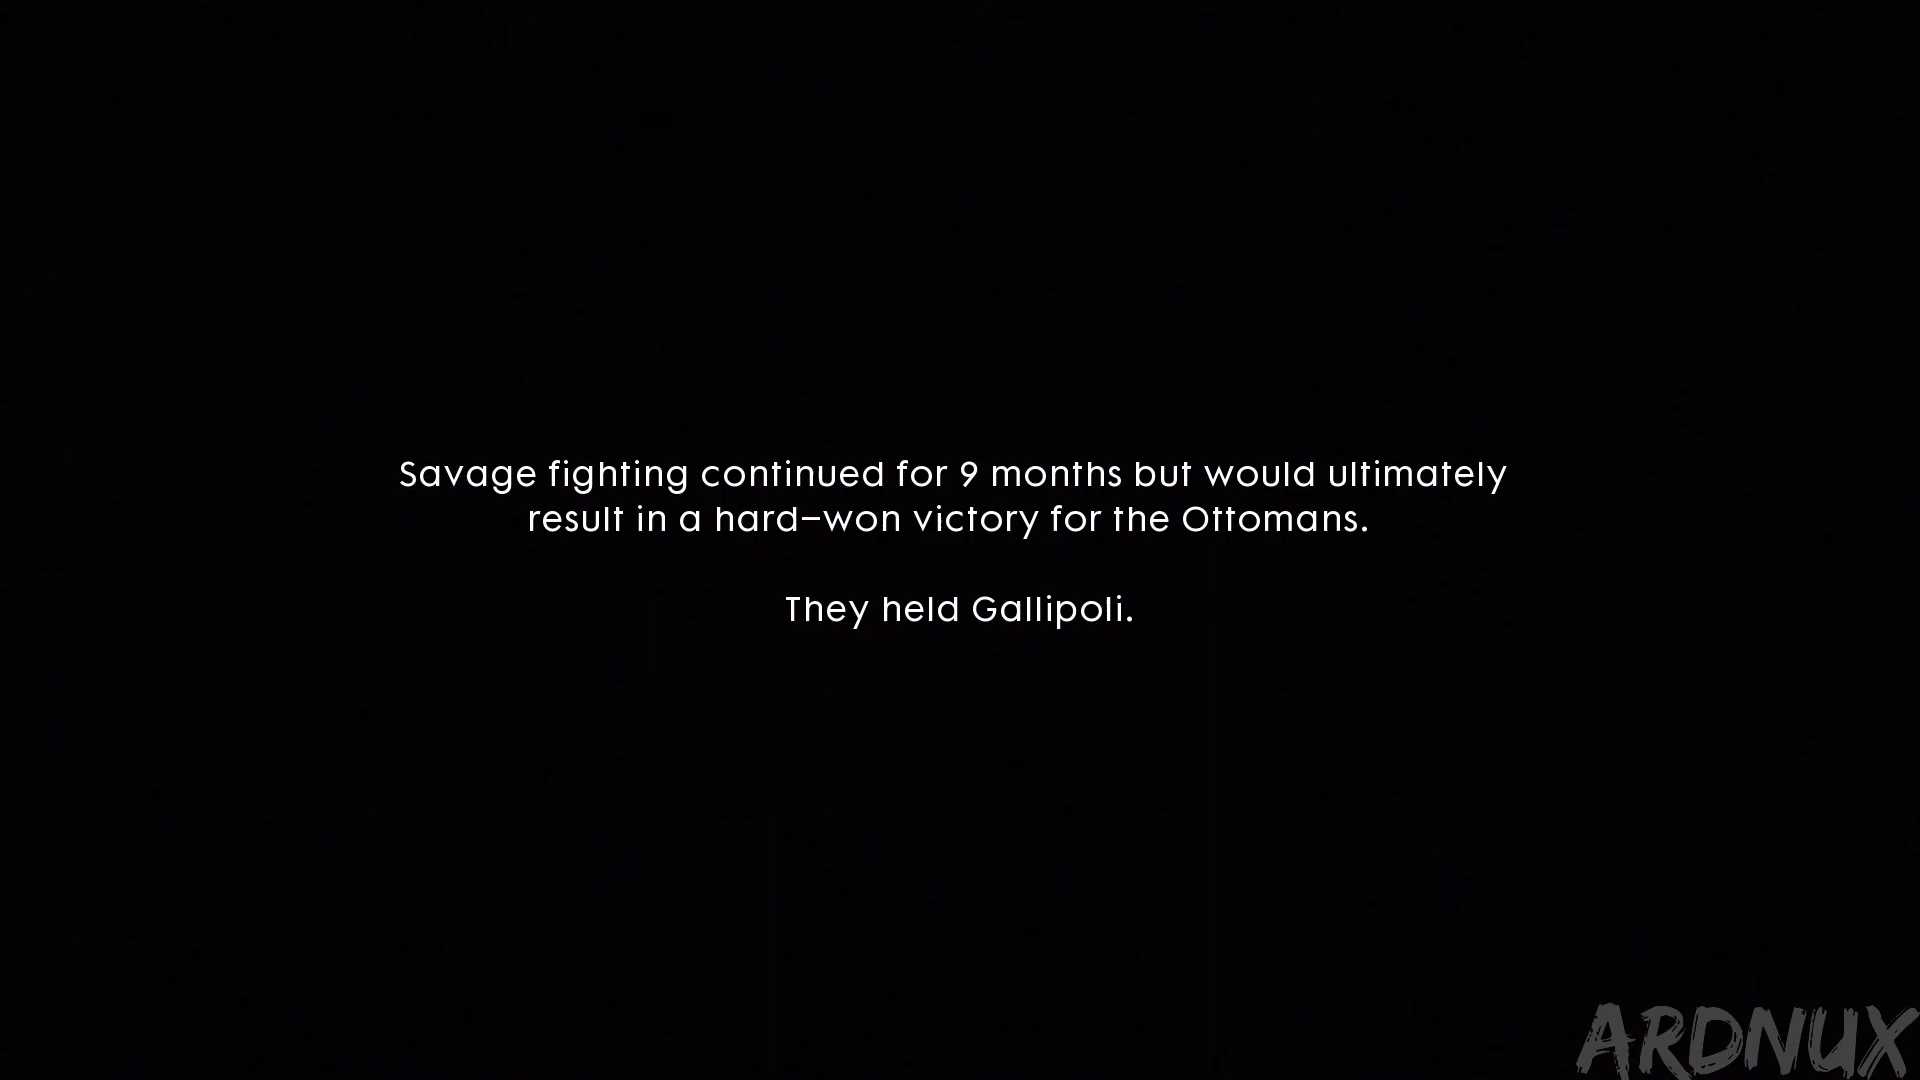 Savage fighting continued for 9 months but would ultimately
result in a hard–won victory for the Ottomans.
They held Gallipoli.
ARDNUX